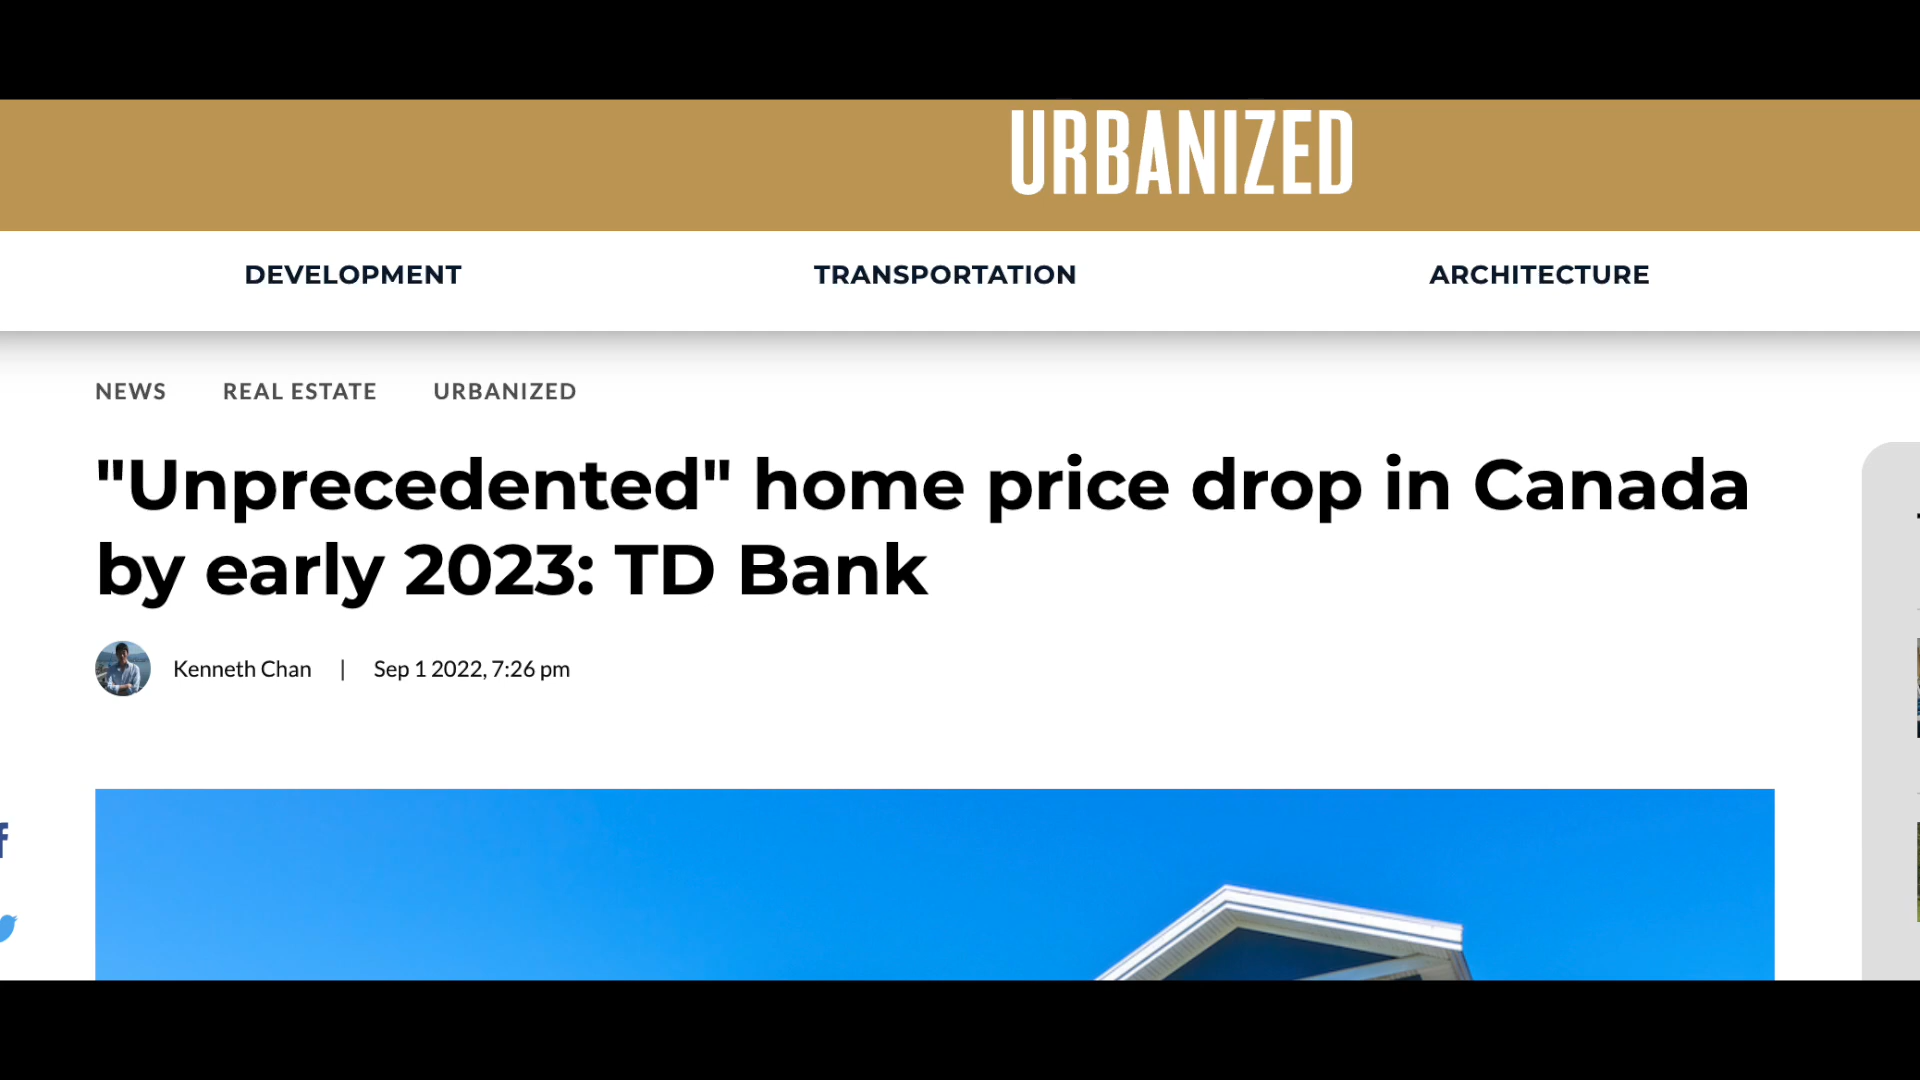 URBANIZED
DEVELOPMENT TRANSPORTATION ARCHITECTURE
NEWS REAL ESTATE URBANIZED
"Unprecedented" home price drop in Canada
by early 2023: TD Bank
Kenneth Chan | Sep 1 2022, 7:26 pm